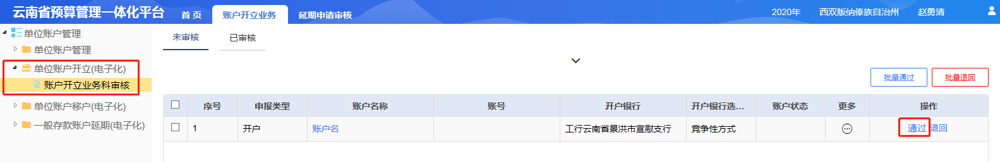 云南省预算管理一体化平台 首 页 账户开立业务 延期申请审核 2020年 西双版纳傣族自治州 赵勇清
单位账户管理
单位账户管理
单位账户开立(电子化)
账户开立业务科审核
单位账户移户(电子化)
一般存款账户延期(电子化)
未审核 已审核
批量通过 批量退回
序号 申报类型 账户名称 账号 开户银行 开户银行选... 账户状态 更多 操作
1 开户 账户名 工行云南省景洪市宣慰支行 竞争性方式 通过 退回